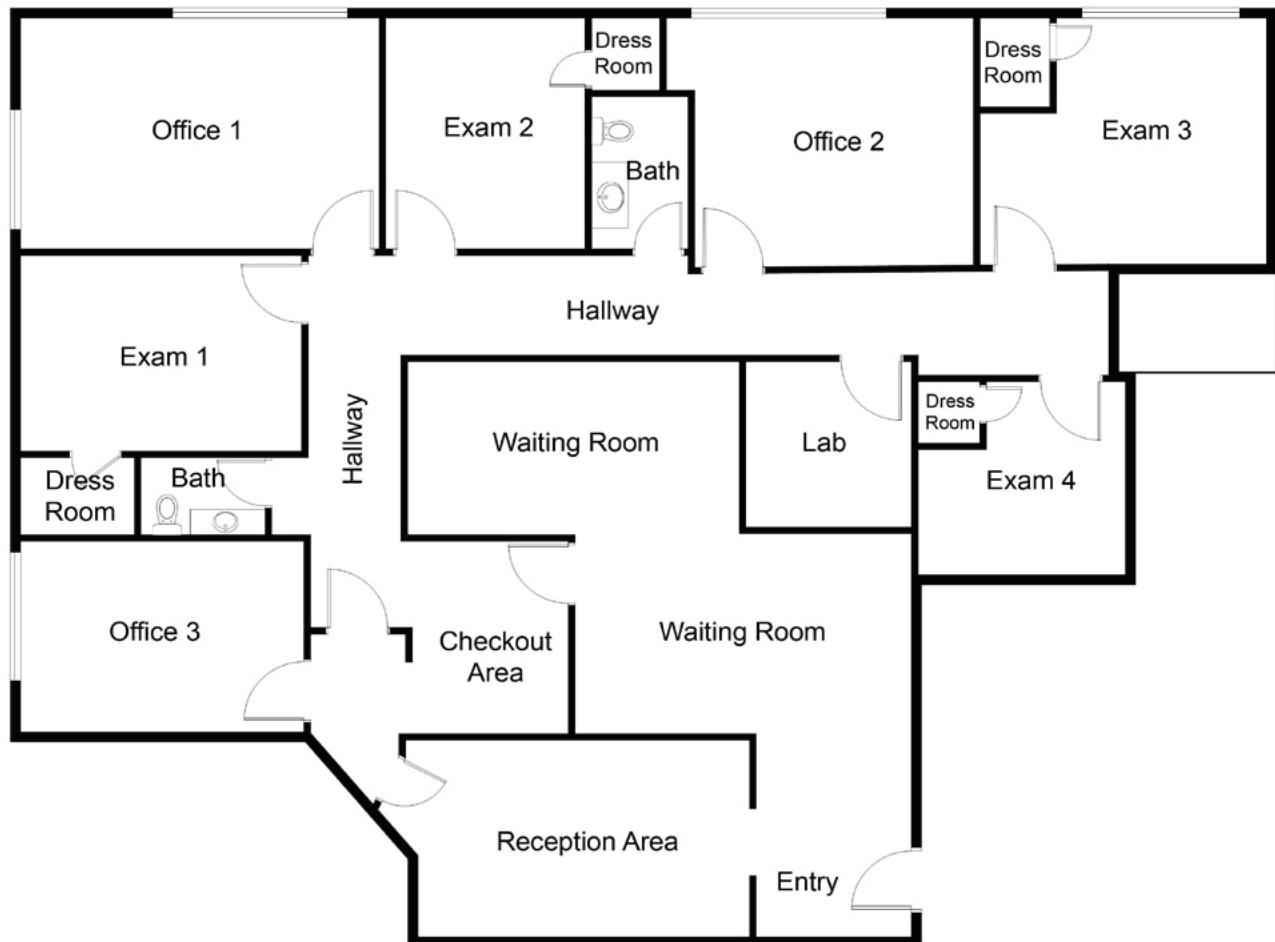 Office 1
Exam 2
Dress
Room
Bath
Office 2
Dress
Room
Exam 3
Hallway
Exam 1
Hallway
Waiting Room
Lab
Dress
Room
Exam 4
Dress
Room
Bath
Office 3
Checkout
Area
Waiting Room
Reception Area
Entry